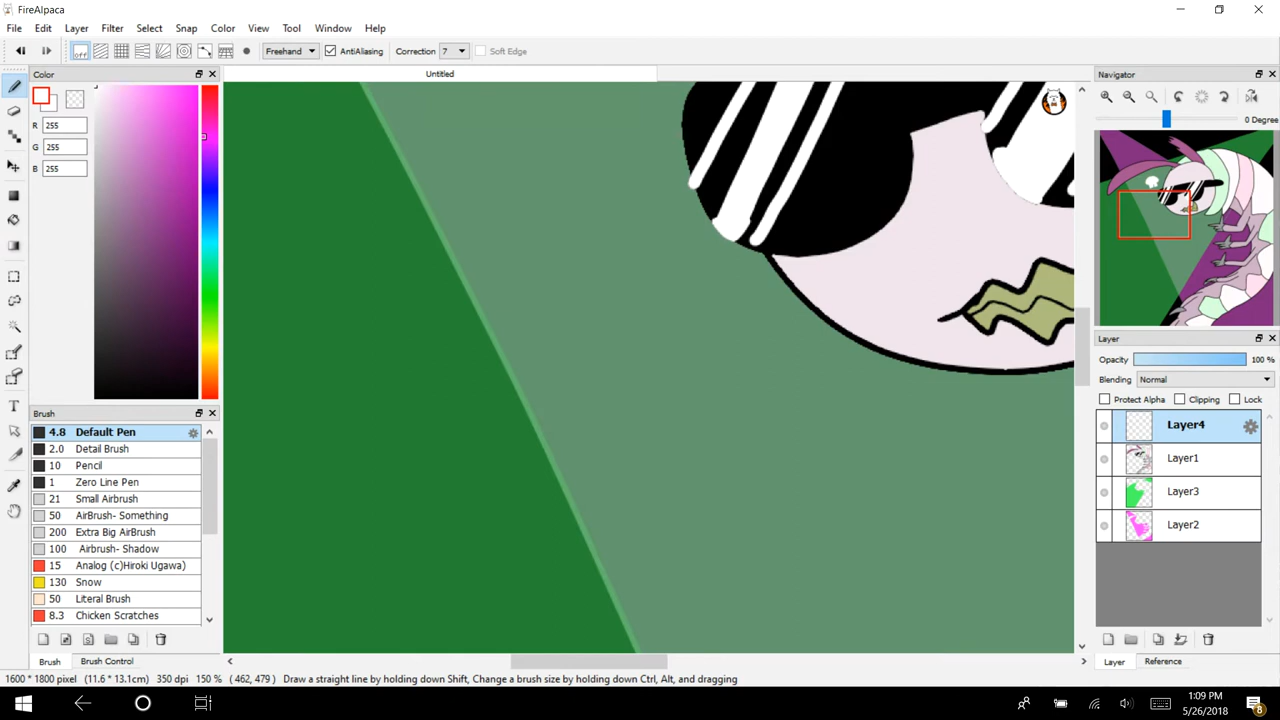 FireAlpaca
File Edit Layer Filter Select Snap Color View Tool Window Help
off Freehand AntiAliasing Correction 7 Soft Edge
Color Untitled Navigator
0 Degree
R 255
G 255
B 255
Layer
Opacity 100 %
Blending Normal
Protect Alpha Clipping Lock
Brush
4.8 Default Pen
2.0 Detail Brush
10 Pencil
1 Zero Line Pen
21 Small Airbrush
50 AirBrush- Something
200 Extra Big AirBrush
100 Airbrush- Shadow
15 Analog (c)Hiroki Ugawa)
130 Snow
50 Literal Brush
8.3 Chicken Scratches
Layer4
Layer1
Layer3
Layer2
Brush Brush Control
Layer Reference
1600 * 1800 pixel (11.6 * 13.1cm) 350 dpi 150 % ( 462, 479 ) Draw a straight line by holding down Shift, Change a brush size by holding down Ctrl, Alt, and dragging
1:09 PM
5/26/2018
8